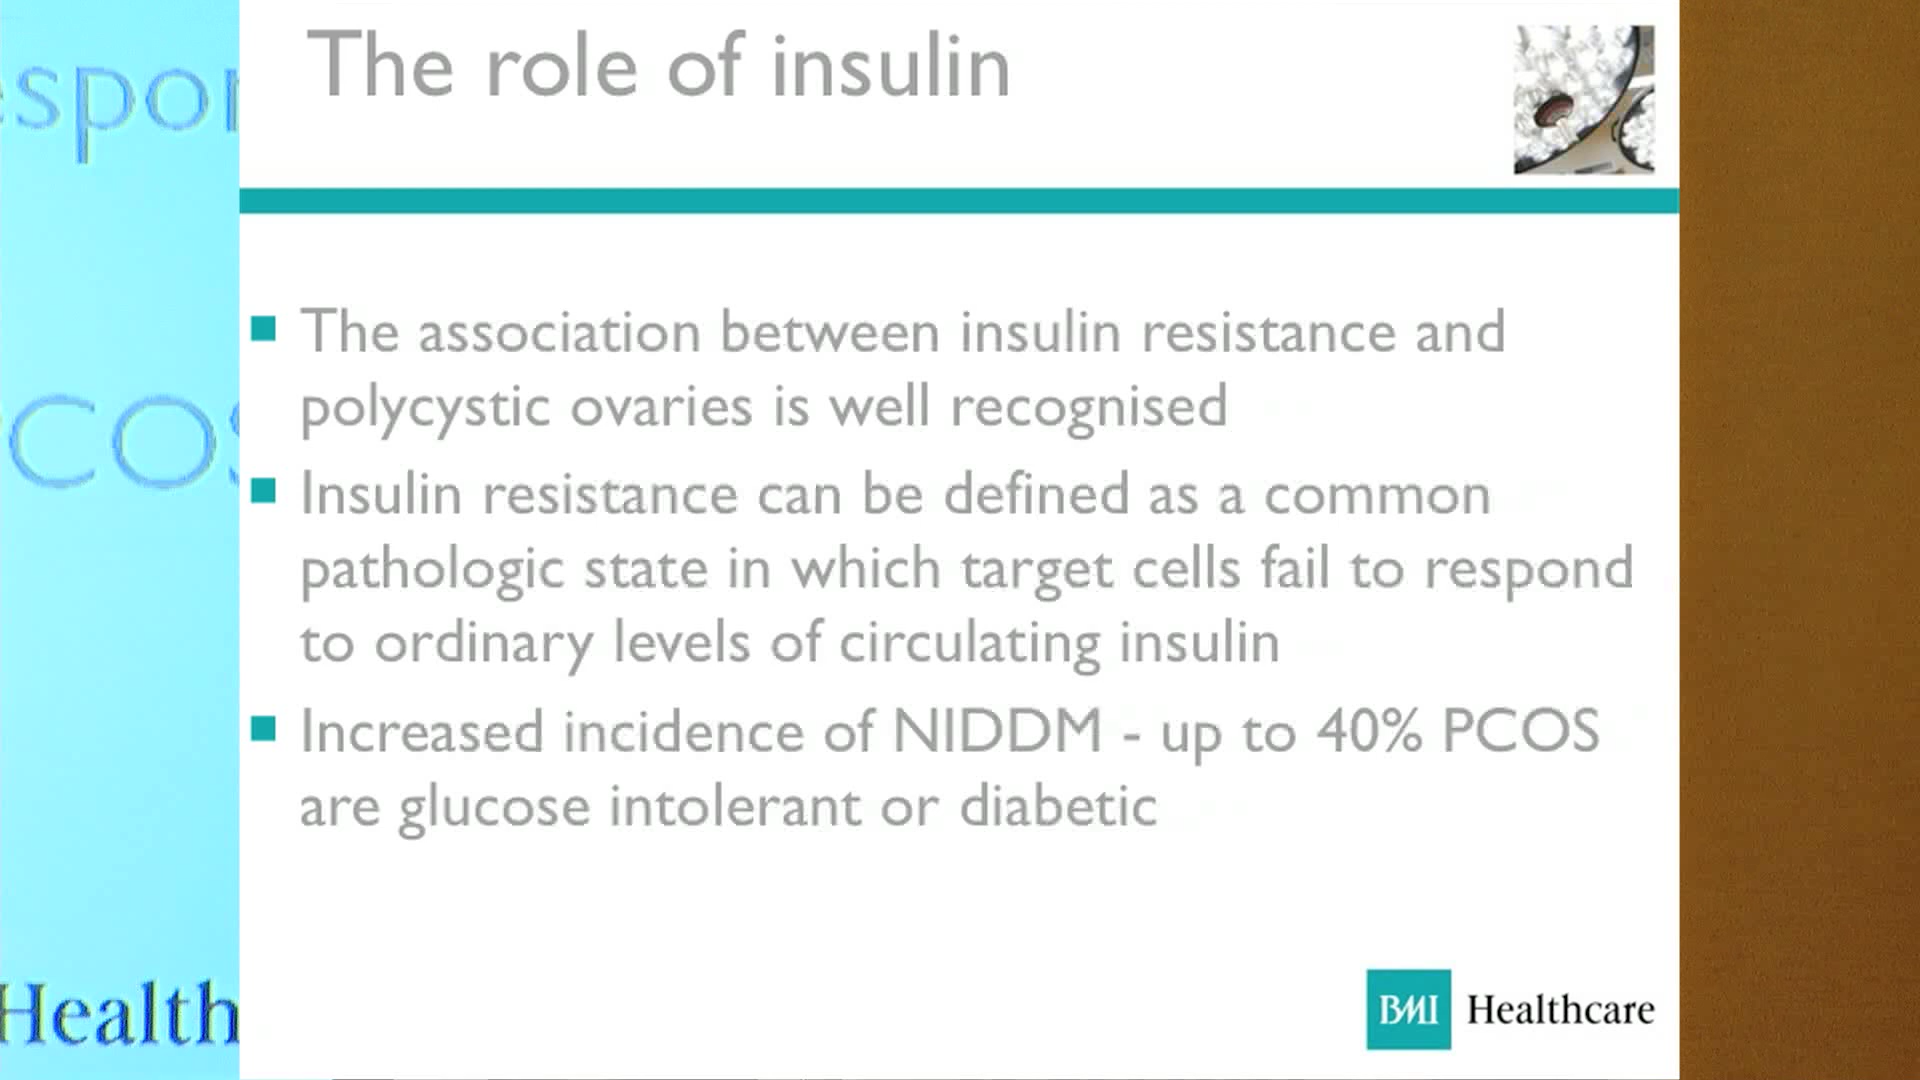 The role of insulin
The association between insulin resistance and
polycystic ovaries is well recognised
Insulin resistance can be defined as a common
pathologic state in which target cells fail to respond
to ordinary levels of circulating insulin
Increased incidence of NIDDM - up to 40% PCOS
are glucose intolerant or diabetic
BMI Healthcare
espon
PCOS
Health